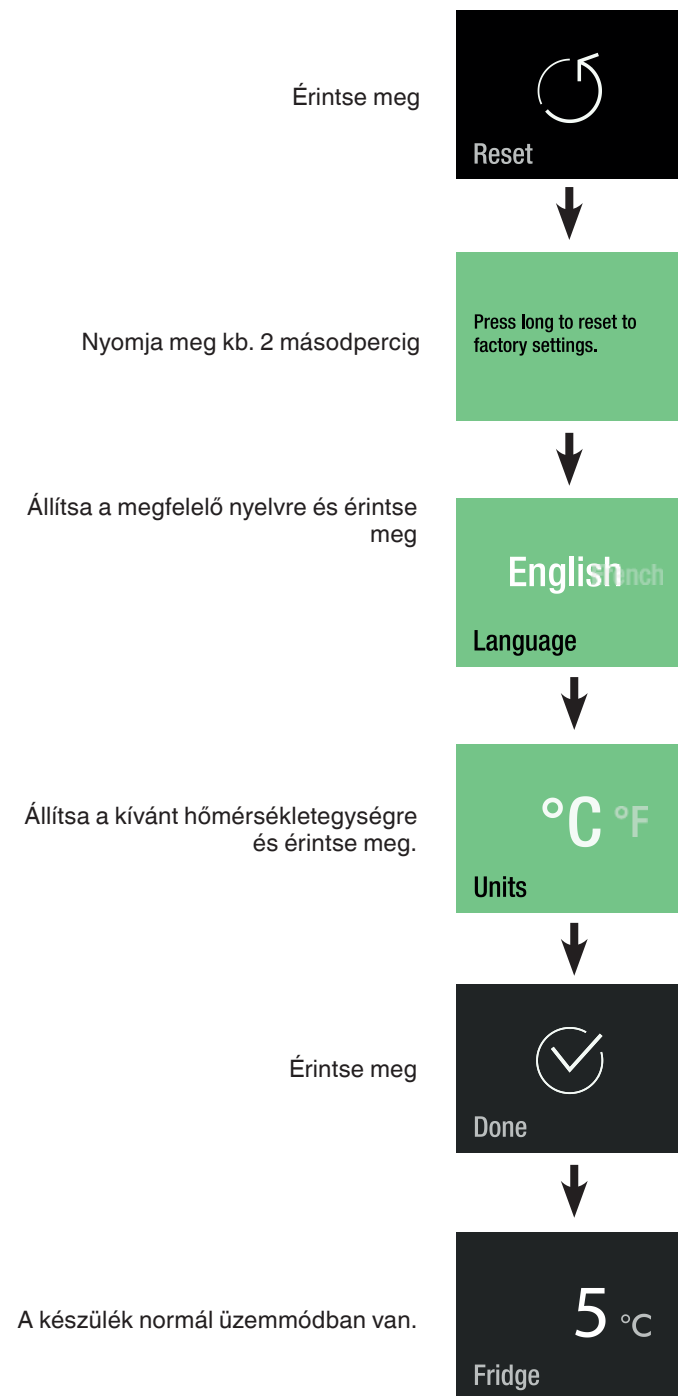 Érintse meg
Reset
Nyomja meg kb. 2 másodpercig
Press long to reset to
factory settings.
Állítsa a megfelelő nyelvre és érintse
meg
English French
Language
Állítsa a kívánt hőmérsékletegységre
és érintse meg.
°C °F
Units
Érintse meg
Done
A készülék normál üzemmódban van.
5 °C
Fridge